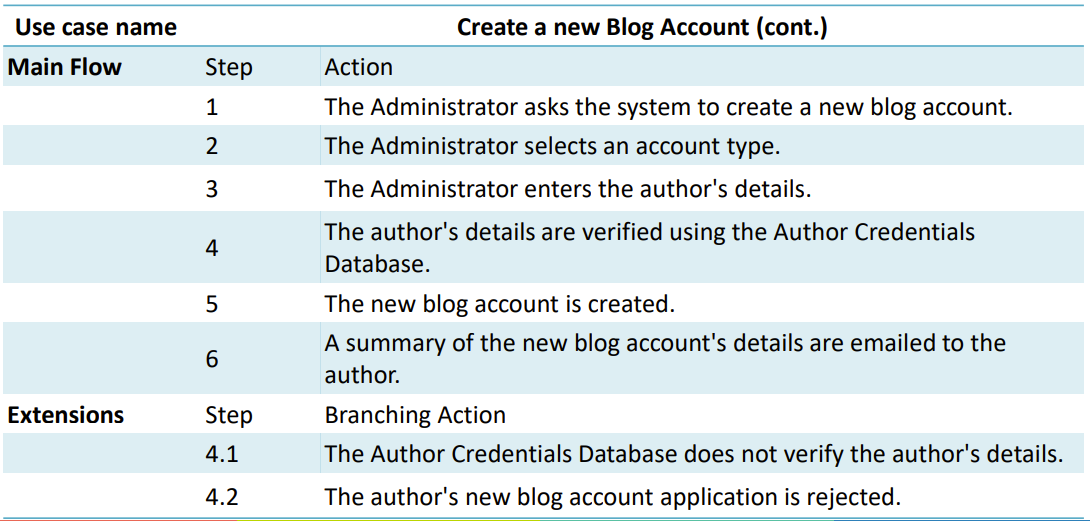 Use case name Create a new Blog Account (cont.)
Main Flow Step Action
1 The Administrator asks the system to create a new blog account.
2 The Administrator selects an account type.
3 The Administrator enters the author's details.
4 The author's details are verified using the Author Credentials
Database.
5 The new blog account is created.
6 A summary of the new blog account's details are emailed to the
author.
Extensions Step Branching Action
4.1 The Author Credentials Database does not verify the author's details.
4.2 The author's new blog account application is rejected.